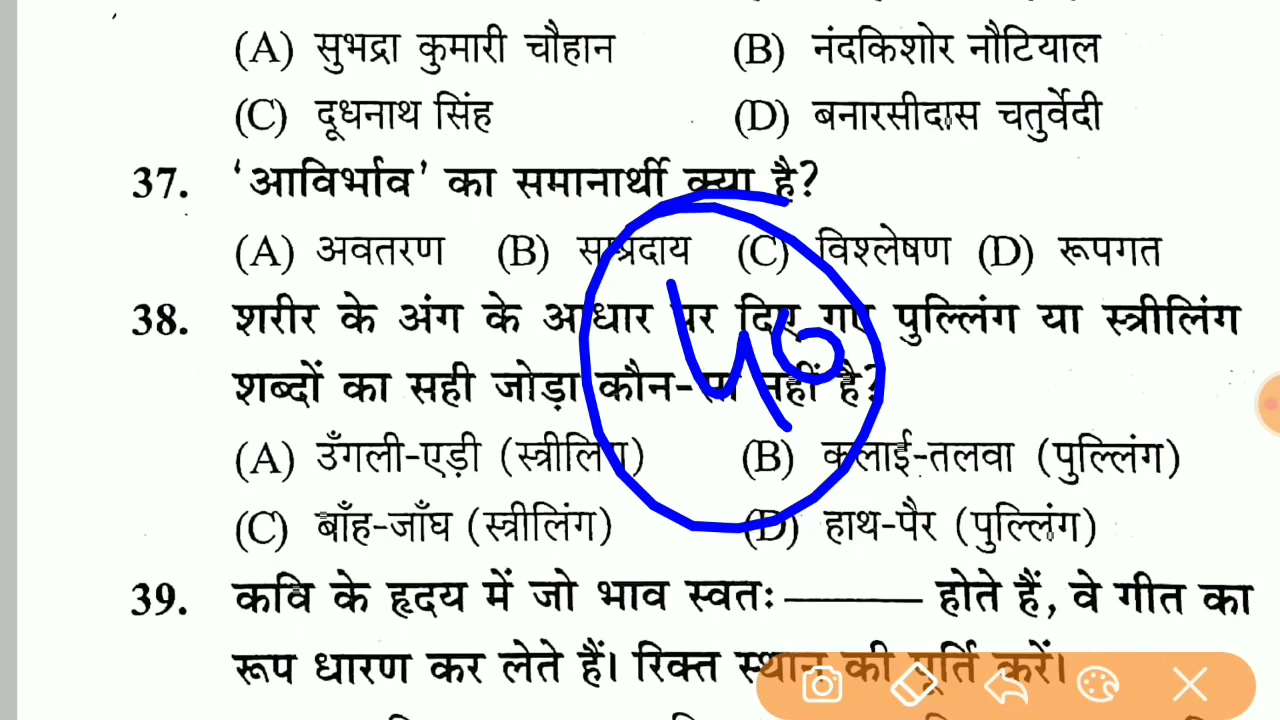 (A) सुभद्रा कुमारी चौहान (B) नंदकिशोर नौटियाल
(C) दूधनाथ सिंह (D) बनारसीदास चतुर्वेदी
37. 'आविर्भाव' का समानार्थी क्या है?
(A) अवतरण (B) सम्प्रदाय (C) विश्लेषण (D) रूपगत
38. शरीर के अंग के आधार पर दिए गए पुल्लिंग या स्त्रीलिंग
शब्दों का सही जोड़ा कौन-सा नहीं है?
(A) उँगली-एड़ी (स्त्रीलिंग) (B) कलाई-तलवा (पुल्लिंग)
(C) बाँह-जाँघ (स्त्रीलिंग) (D) हाथ-पैर (पुल्लिंग)
39. कवि के हृदय में जो भाव स्वतः ——— होते हैं, वे गीत का
रूप धारण कर लेते हैं। रिक्त स्थान की पूर्ति करें।